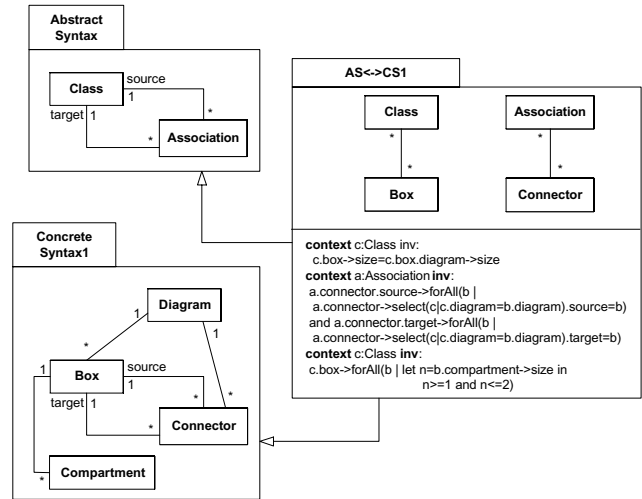 Abstract
Syntax
Class
source
1
target
1
*
*
Association
AS<->CS1
Class
Association
*
*
*
*
Box
Connector
context c:Class inv:
c.box->size=c.box.diagram->size
context a:Association inv:
a.connector.source->forAll(b |
a.connector->select(c|c.diagram=b.diagram).source=b)
and a.connector.target->forAll(b |
a.connector->select(c|c.diagram=b.diagram).target=b)
context c:Class inv:
c.box->forAll(b | let n=b.compartment->size in
n>=1 and n<=2)
Concrete
Syntax1
Diagram
1
1
*
1
Box
source
1
target
1
*
*
*
Connector
*
Compartment